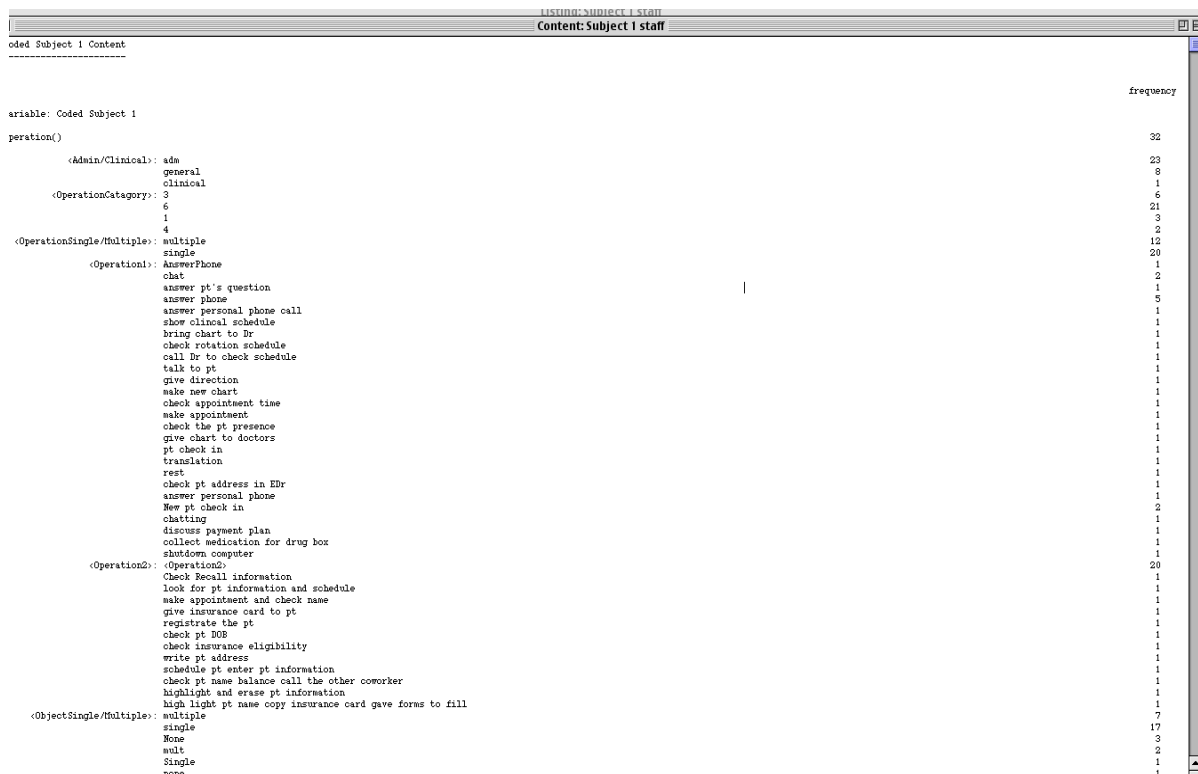 Listing: Subject 1 staff
Content: Subject 1 staff
oded Subject 1 Content
----------------------
frequency
ariable: Coded Subject 1
peration() 32
<Admin/Clinical>: adm 23
general 8
clinical 1
<OperationCatagory>: 3 6
6 21
1 3
4 2
<OperationSingle/Multiple>: multiple 12
single 20
<Operation1>: AnswerPhone 1
chat 2
answer pt's question 1
answer phone 5
answer personal phone call 1
show clincal schedule 1
bring chart to Dr 1
check rotation schedule 1
call Dr to check schedule 1
talk to pt 1
give direction 1
make new chart 1
check appointment time 1
make appointment 1
check the pt presence 1
give chart to doctors 1
pt check in 1
translation 1
rest 1
check pt address in EDr 1
answer personal phone 1
New pt check in 2
chatting 1
discuss payment plan 1
collect medication for drug box 1
shutdown computer 1
<Operation2>: <Operation2> 20
Check Recall information 1
look for pt information and schedule 1
make appointment and check name 1
give insurance card to pt 1
registrate the pt 1
check pt DOB 1
check insurance eligibility 1
write pt address 1
schedule pt enter pt information 1
check pt name balance call the other coworker 1
highlight and erase pt information 1
high light pt name copy insurance card gave forms to fill 1
<ObjectSingle/Multiple>: multiple 7
single 17
None 3
mult 2
Single 1
none 1